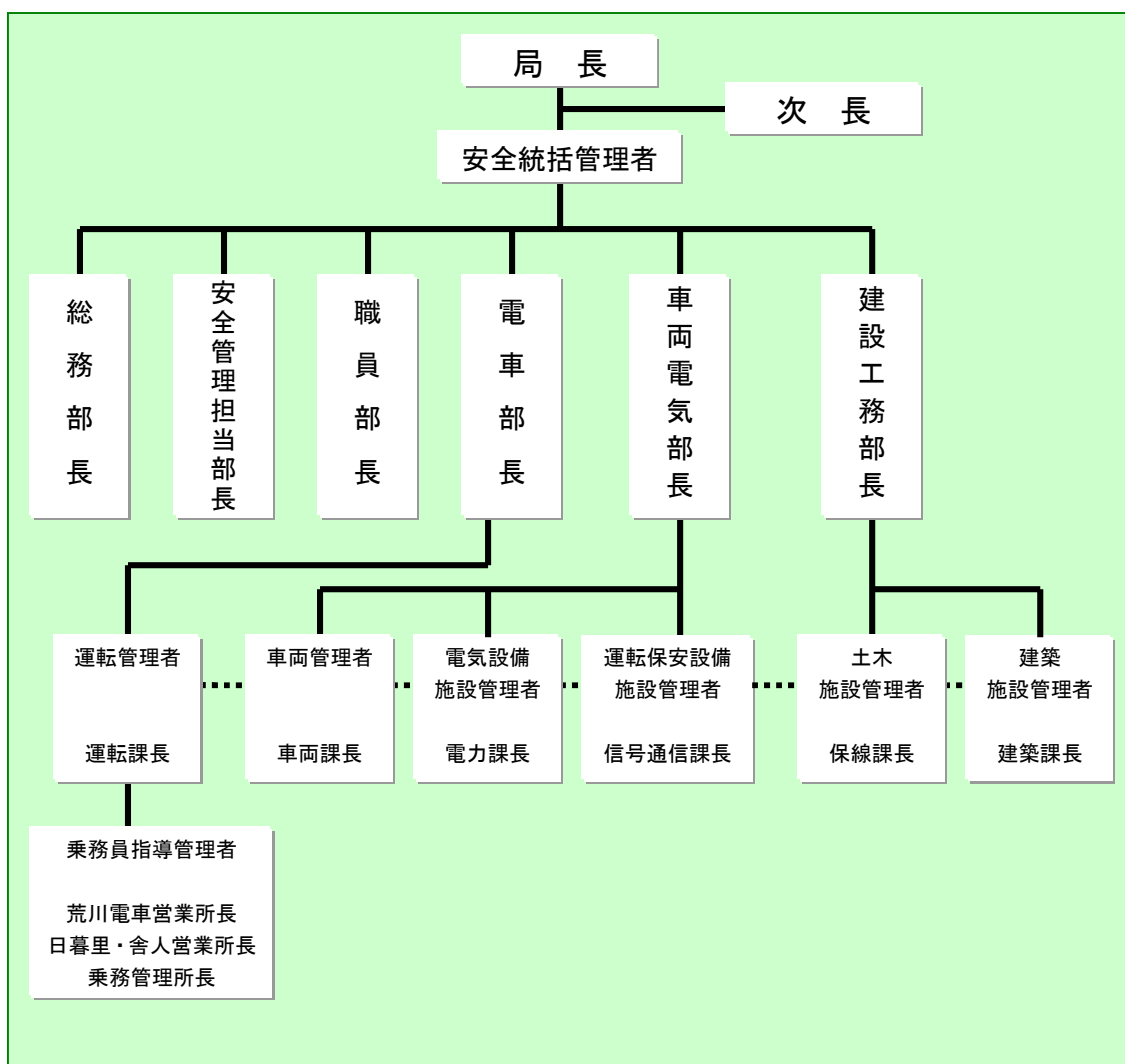 局　長
次　長
安全統括管理者
総務部長
安全管理担当部長
職員部長
電車部長
車両電気部長
建設工務部長
運転管理者
運転課長
車両管理者
車両課長
電気設備
施設管理者
電力課長
運転保安設備
施設管理者
信号通信課長
土木
施設管理者
保線課長
建築
施設管理者
建築課長
乗務員指導管理者
荒川電車営業所長
日暮里・舎人営業所長
乗務管理所長